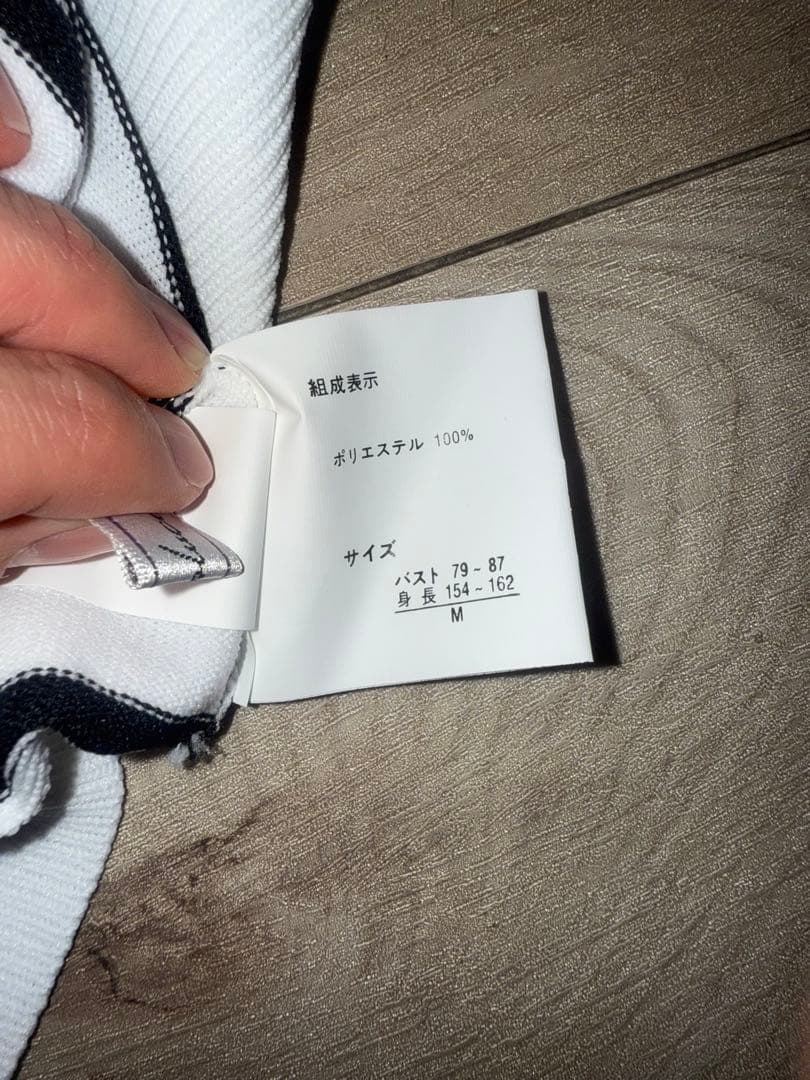 組成表示
ポリエステル 100%
サイズ
バスト 79~87
身長 154~162
M